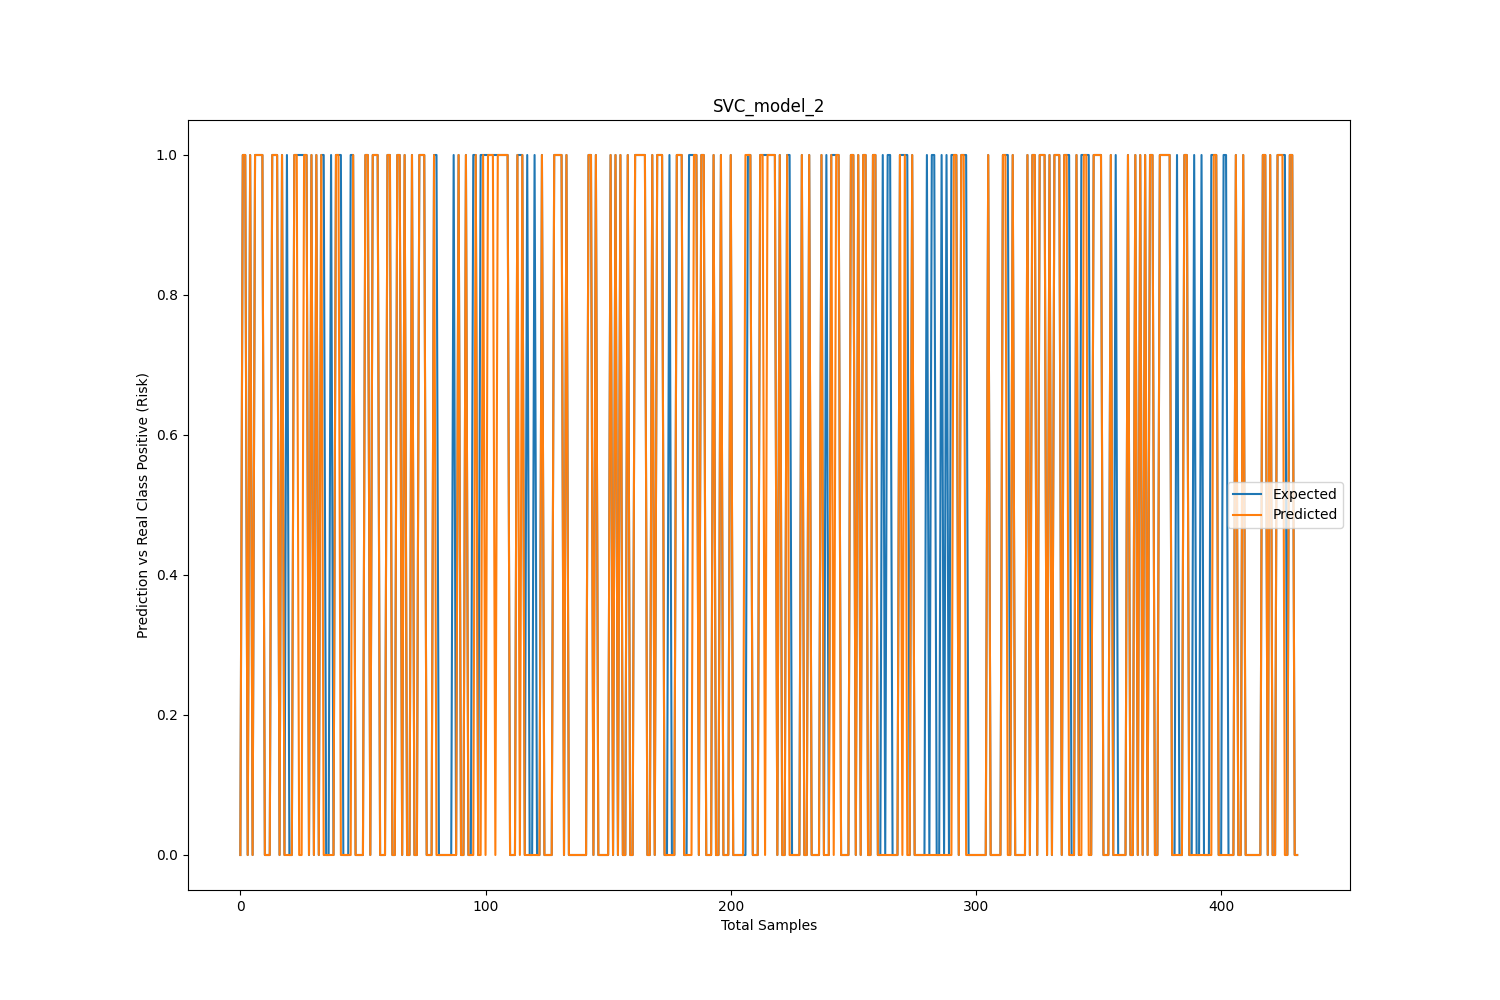 SVC_model_2
Prediction vs Real Class Positive (Risk)
1.0
0.8
0.6
0.4
0.2
0.0
Expected
Predicted
0 100 200 300 400
Total Samples